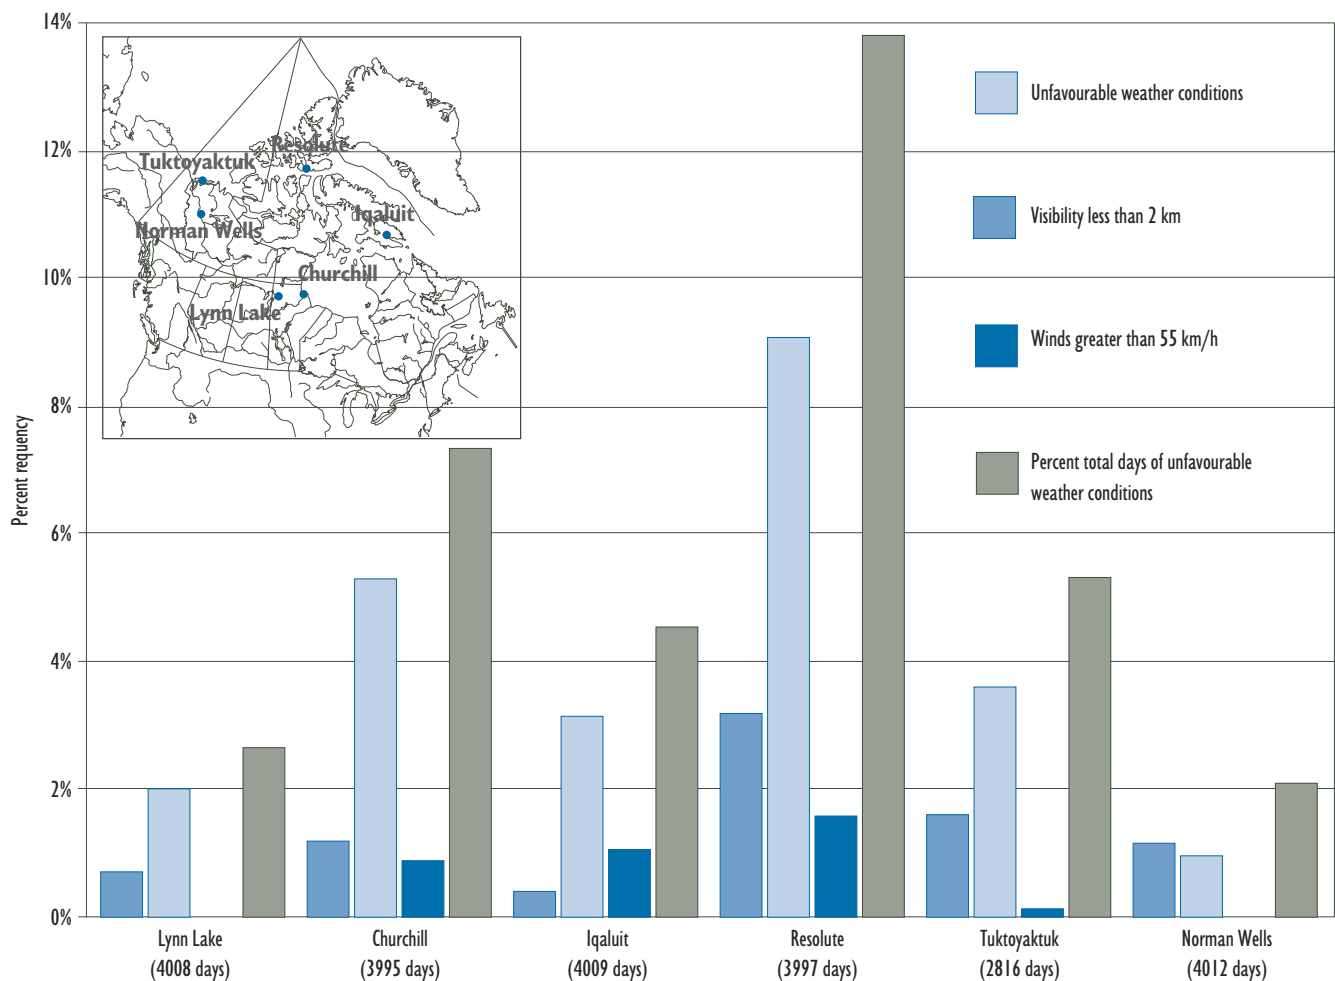 14%
12%
10%
8%
6%
4%
2%
0%
Percent requency
Resolute
Tuktoyaktuk
Iqaluit
Norman Wells
Churchill
Lynn Lake
Unfavourable weather conditions
Visibility less than 2 km
Winds greater than 55 km/h
Percent total days of unfavourable
weather conditions
Lynn Lake
(4008 days)
Churchill
(3995 days)
Iqaluit
(4009 days)
Resolute
(3997 days)
Tuktoyaktuk
(2816 days)
Norman Wells
(4012 days)